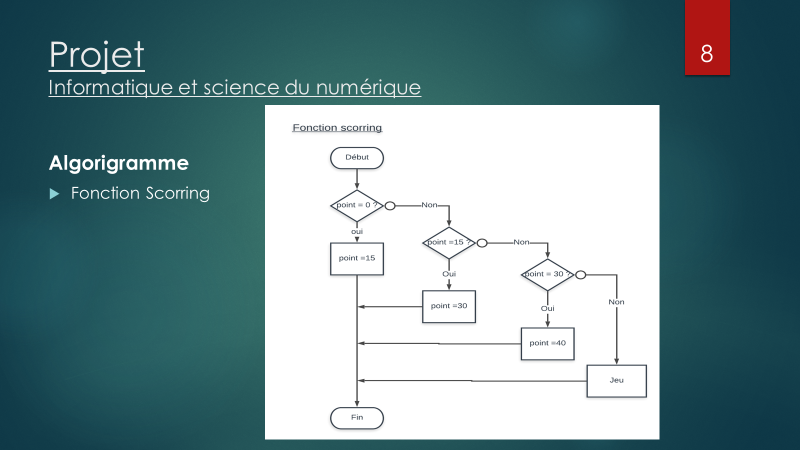 8
Projet
Informatique et science du numérique
Algorigramme
Fonction Scorring
Fonction scorring
Début
point = 0 ?
Non
oui
point =15 ?
Non
point =15
Oui
point = 30 ?
Non
point =30
Oui
point =40
Jeu
Fin